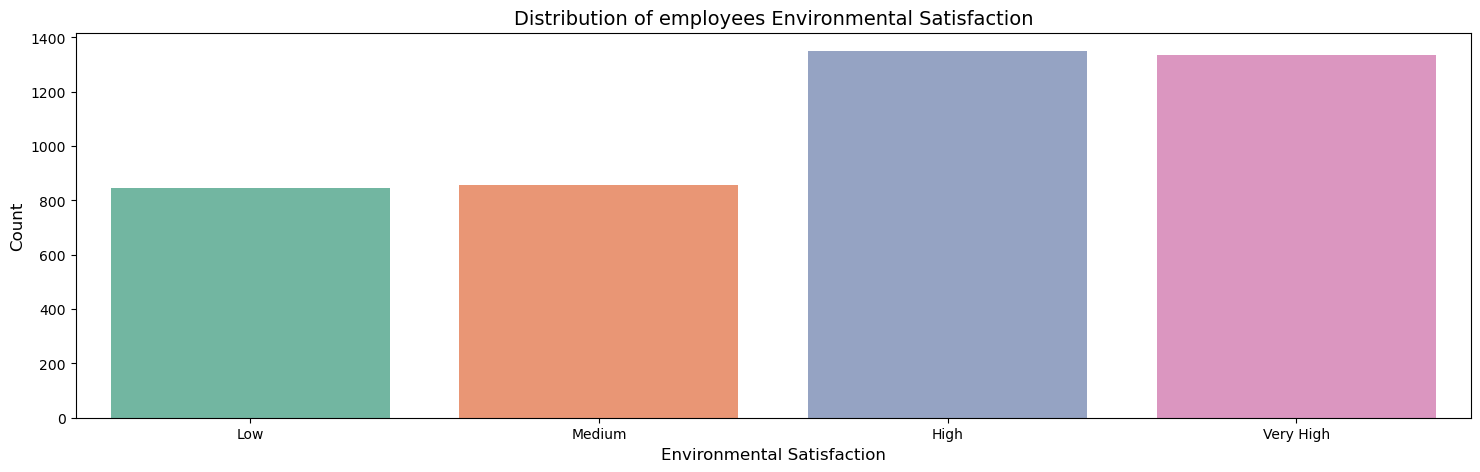 Distribution of employees Environmental Satisfaction
1400
1200
1000
800
600
400
200
0
Count
Low
Medium
High
Very High
Environmental Satisfaction